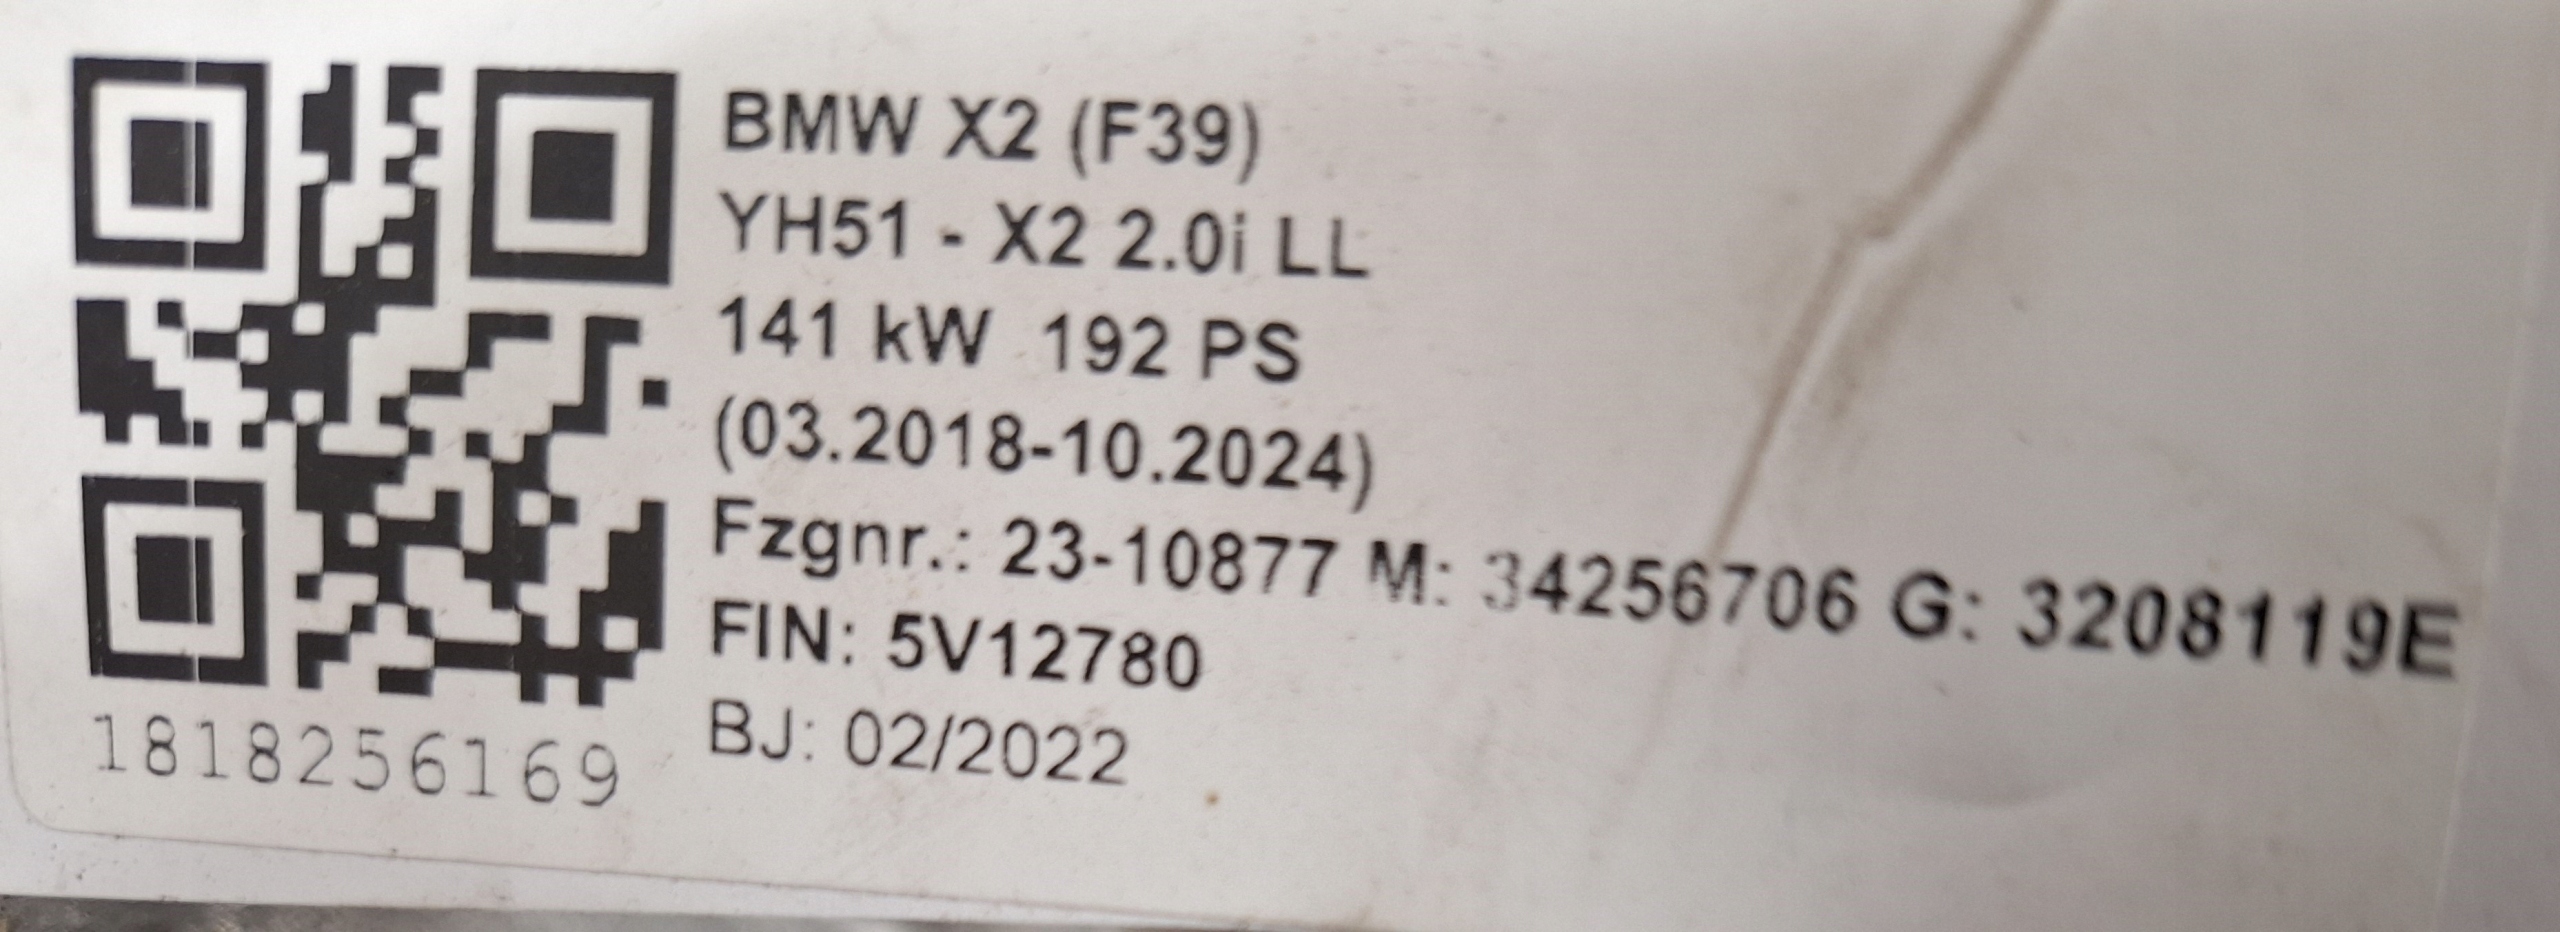 BMW X2 (F39)
YH51 - X2 2.0i LL
141 kW 192 PS
(03.2018-10.2024)
Fzgnr.: 23-10877 M: 34256706 G: 3208119E
FIN: 5V12780
BJ: 02/2022
1818256169